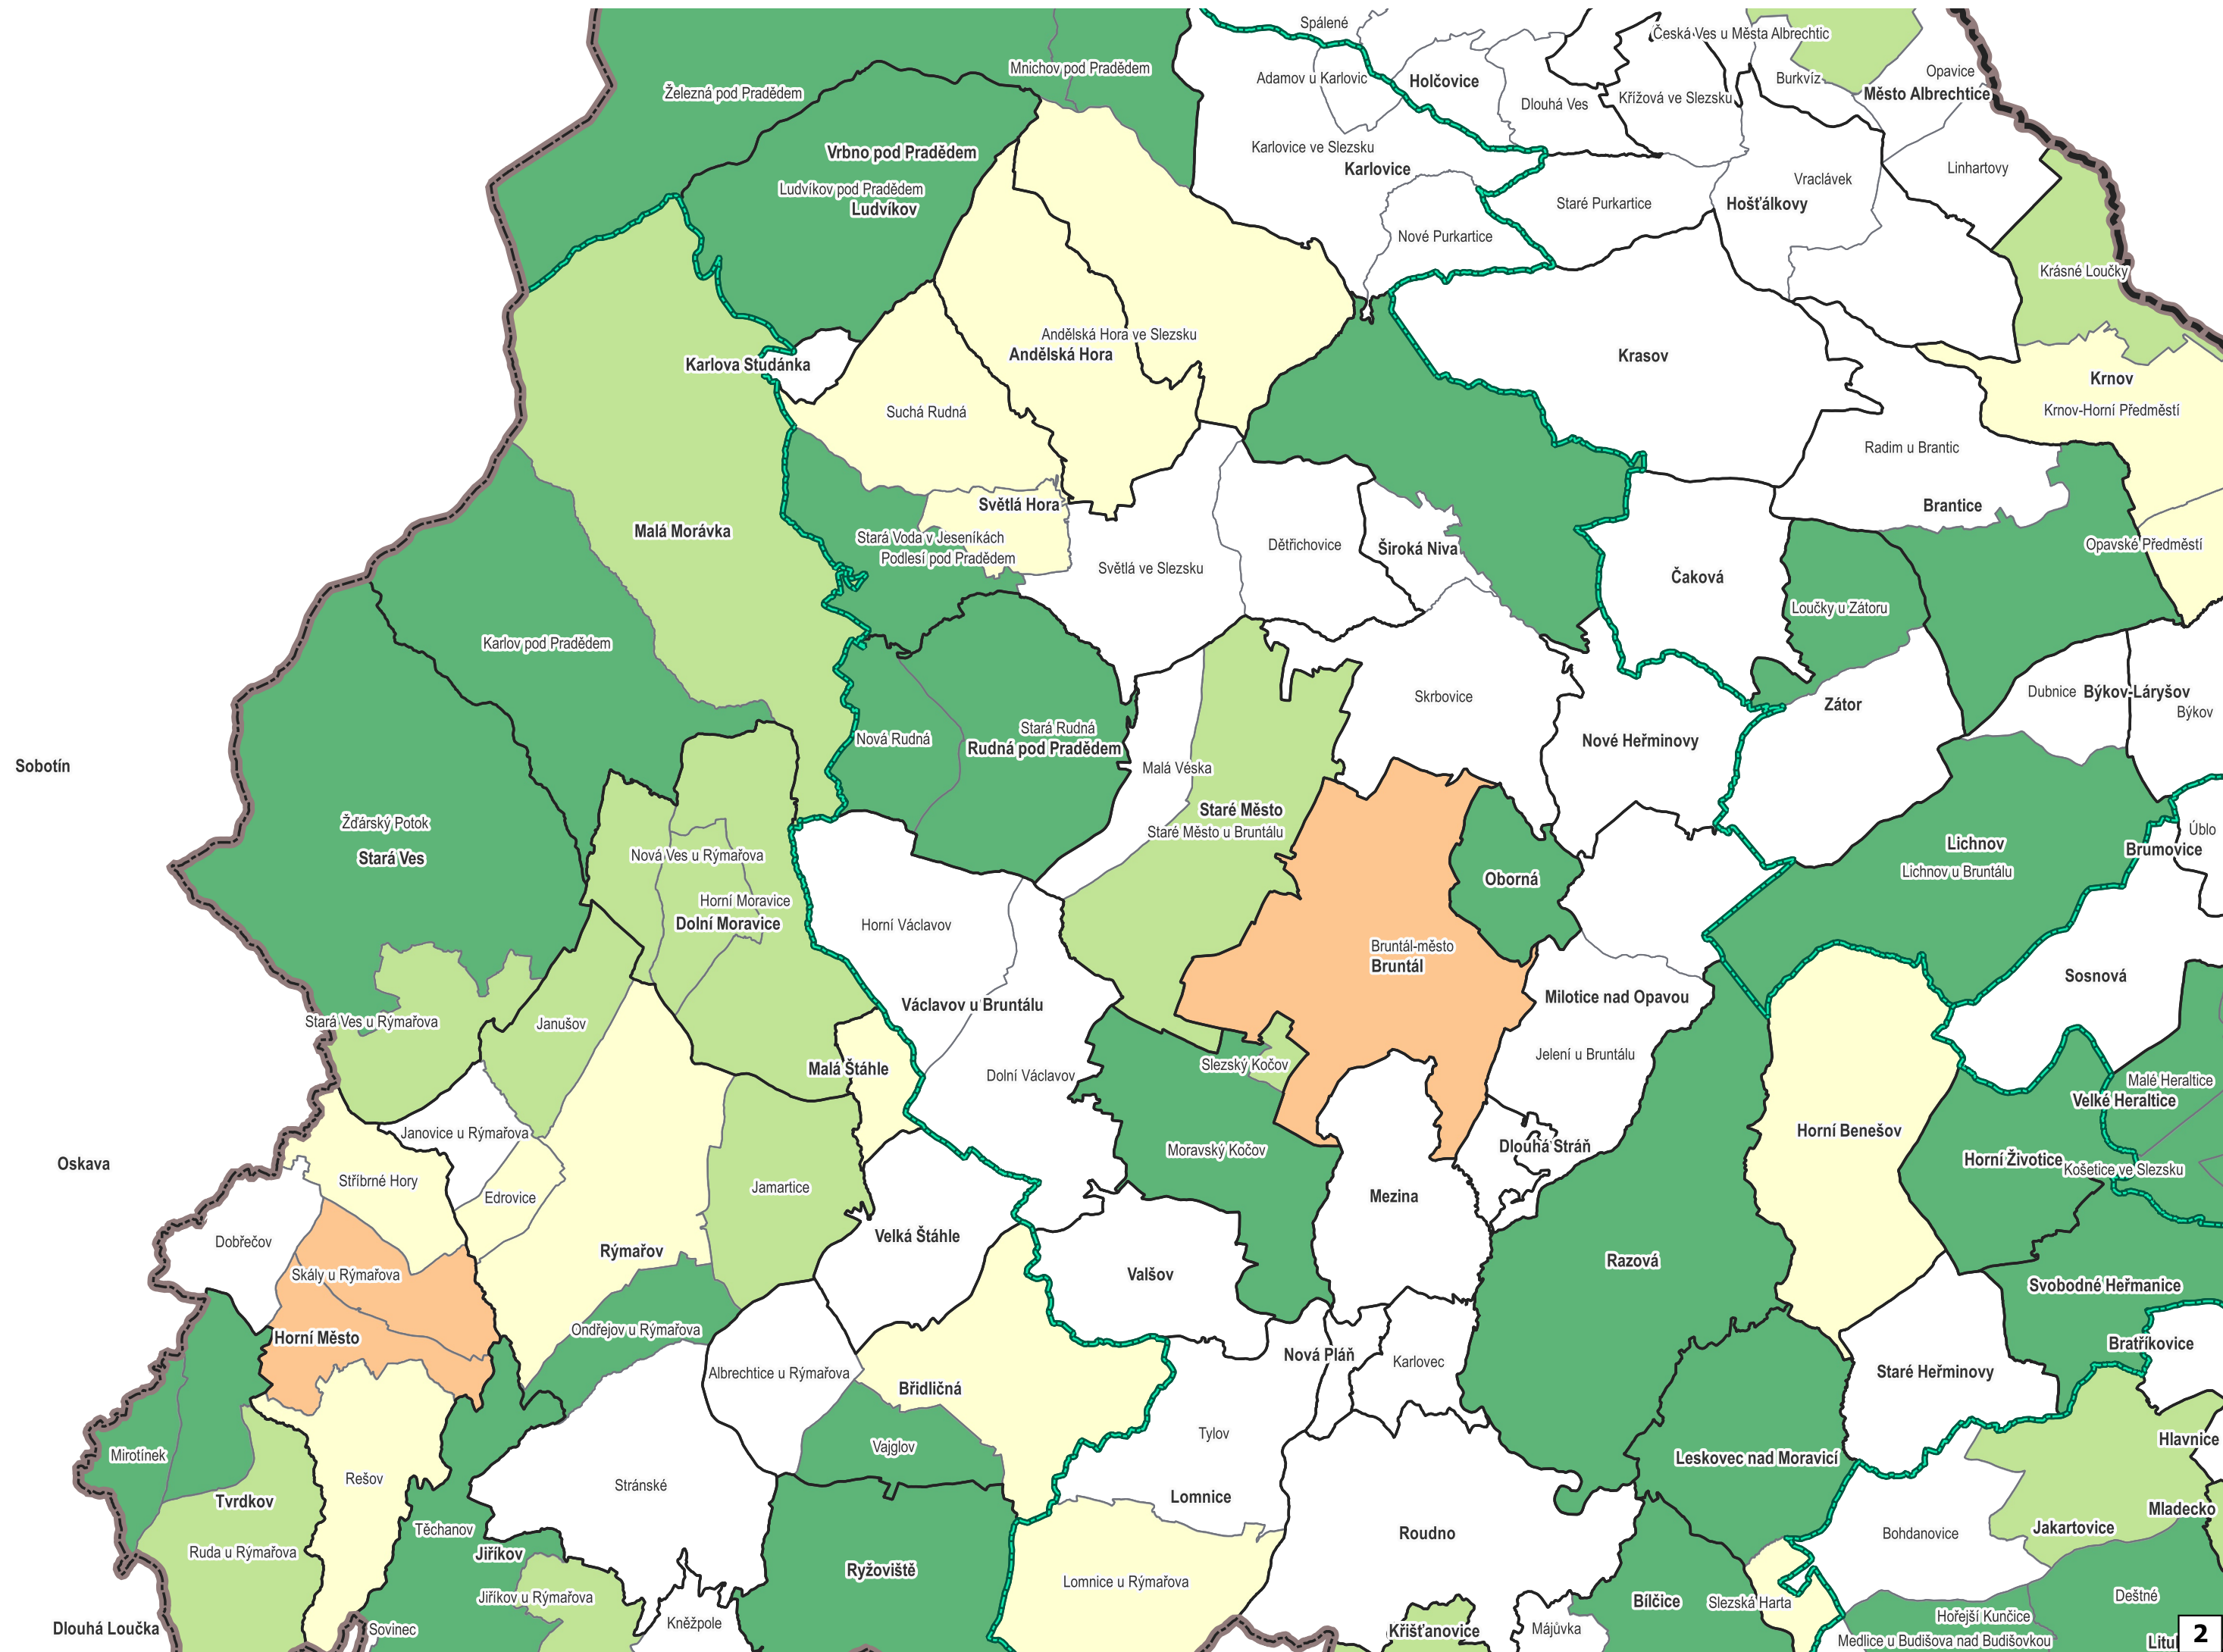 Spálené
Česká Ves u Města Albrechtic
Mnichov pod Pradědem
Adamov u Karlovic
Holčovice
Burkvíz
Opavice
Železná pod Pradědem
Dlouhá Ves
Křížová ve Slezsku
Město Albrechtice
Vrbno pod Pradědem
Karlovice ve Slezsku
Karlovice
Linhartovy
Vraclávek
Ludvíkov pod Pradědem
Ludvíkov
Staré Purkartice
Hošťálkovy
Nové Purkartice
Krásné Loučky
Andělská Hora ve Slezsku
Andělská Hora
Krasov
Karlova Studánka
Krnov
Suchá Rudná
Krnov-Horní Předměstí
Radim u Brantic
Světlá Hora
Brantice
Malá Morávka
Stará Voda v Jeseníkách
Podlesí pod Pradědem
Dětřichovice
Široká Niva
Opavské Předměstí
Světlá ve Slezsku
Čaková
Loučky u Zátoru
Karlov pod Pradědem
Skrbovice
Dubnice
Býkov-Láryšov
Býkov
Zátor
Stará Rudná
Rudná pod Pradědem
Nová Rudná
Nové Heřminovy
Sobotín
Malá Véska
Staré Město
Staré Město u Bruntálu
Žďárský Potok
Stará Ves
Úblo
Lichnov
Brumovice
Lichnov u Bruntálu
Nová Ves u Rýmařova
Oborná
Horní Moravice
Dolní Moravice
Horní Václavov
Bruntál-město
Bruntál
Sosnová
Václavov u Bruntálu
Milotice nad Opavou
Stará Ves u Rýmařova
Janušov
Jelení u Bruntálu
Malá Štáhle
Slezský Kočov
Dolní Václavov
Malé Heraltice
Velké Heraltice
Janovice u Rýmařova
Horní Benešov
Moravský Kočov
Dlouhá Stráň
Oskava
Horní Životice
Košetice ve Slezsku
Stříbrné Hory
Edrovice
Jamartice
Mezina
Dobřečov
Velká Štáhle
Rýmařov
Skály u Rýmařova
Valšov
Razová
Svobodné Heřmanice
Horní Město
Ondřejov u Rýmařova
Bratříkovice
Nová Pláň
Karlovec
Albrechtice u Rýmařova
Staré Heřminovy
Břidličná
Tylov
Hlavnice
Mirotínek
Vajglov
Leskovec nad Moravicí
Rešov
Stránské
Tvrdkov
Lomnice
Mladecko
Těchanov
Roudno
Bohdanovice
Jakartovice
Ruda u Rýmařova
Jiříkov
Ryžoviště
Lomnice u Rýmařova
Jiříkov u Rýmařova
Bílčice
Slezská Harta
Deštné
Hořejší Kunčice
Kněžpole
Dlouhá Loučka
Sovinec
Křišťanovice
Májůvka
Medlice u Budišova nad Budišovkou
2